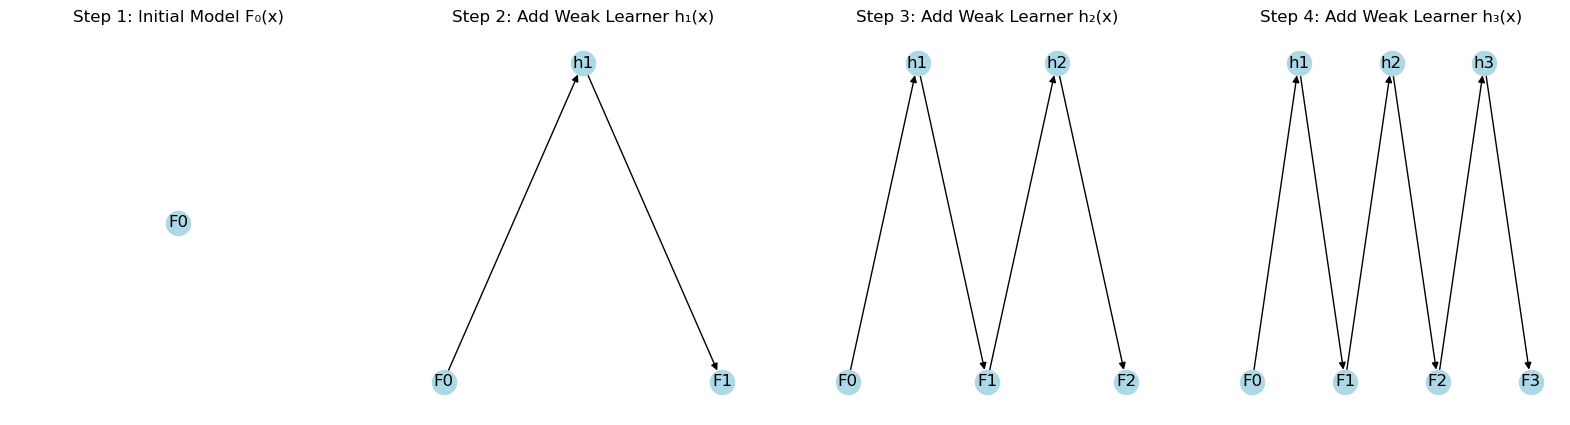 Step 1: Initial Model F₀(x)
F0
Step 2: Add Weak Learner h₁(x)
h1
F0
F1
Step 3: Add Weak Learner h₂(x)
h1
h2
F0
F1
F2
Step 4: Add Weak Learner h₃(x)
h1
h2
h3
F0
F1
F2
F3